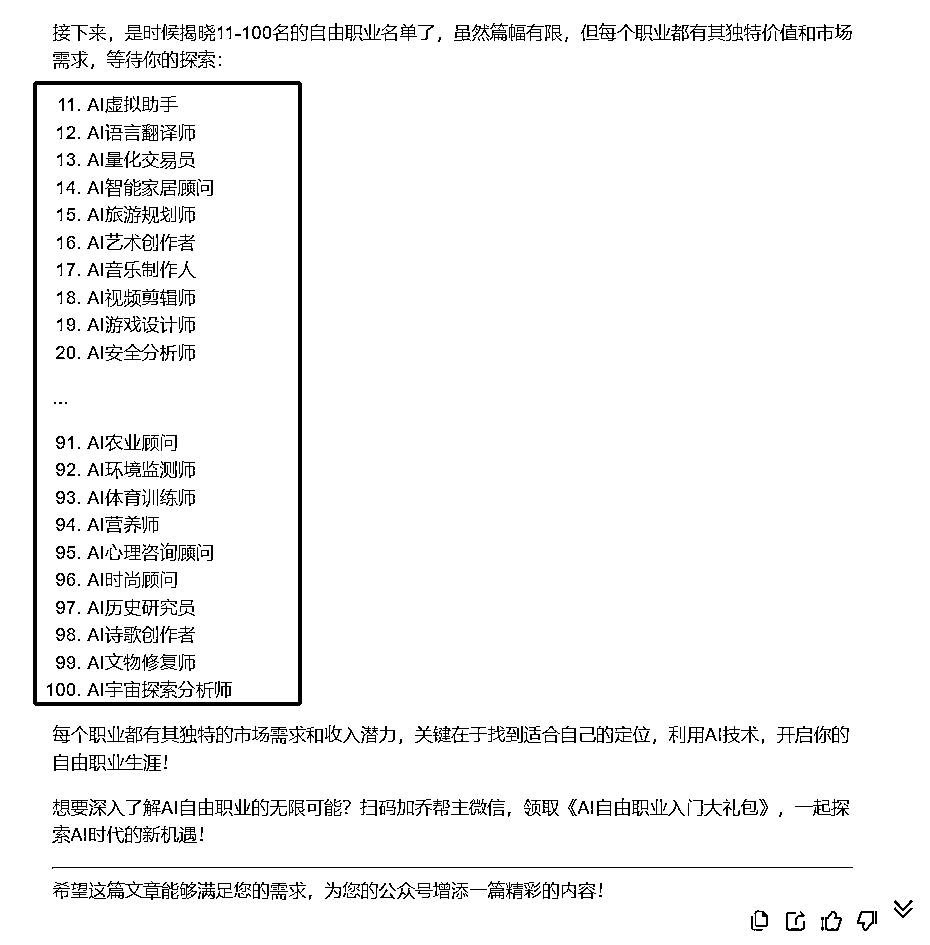 接下来，是时候揭晓11-100名的自由职业名单了，虽然篇幅有限，但每个职业都有其独特价值和市场
需求，等待你的探索：
11. AI虚拟助手
12. AI语言翻译师
13. AI量化交易员
14. AI智能家居顾问
15. AI旅游规划师
16. AI艺术创作者
17. AI音乐制作人
18. AI视频剪辑师
19. AI游戏设计师
20. AI安全分析师
...
91. AI农业顾问
92. AI环境监测师
93. AI体育训练师
94. AI营养师
95. AI心理咨询顾问
96. AI时尚顾问
97. AI历史研究员
98. AI诗歌创作者
99. AI文物修复师
100. AI宇宙探索分析师
每个职业都有其独特的市场需求和收入潜力，关键在于找到适合自己的定位，利用AI技术，开启你的
自由职业生涯！
想要深入了解AI自由职业的无限可能？扫码加乔帮主微信，领取《AI自由职业入门大礼包》，一起探
索AI时代的新机遇！
希望这篇文章能够满足您的需求，为您的公众号增添一篇精彩的内容！